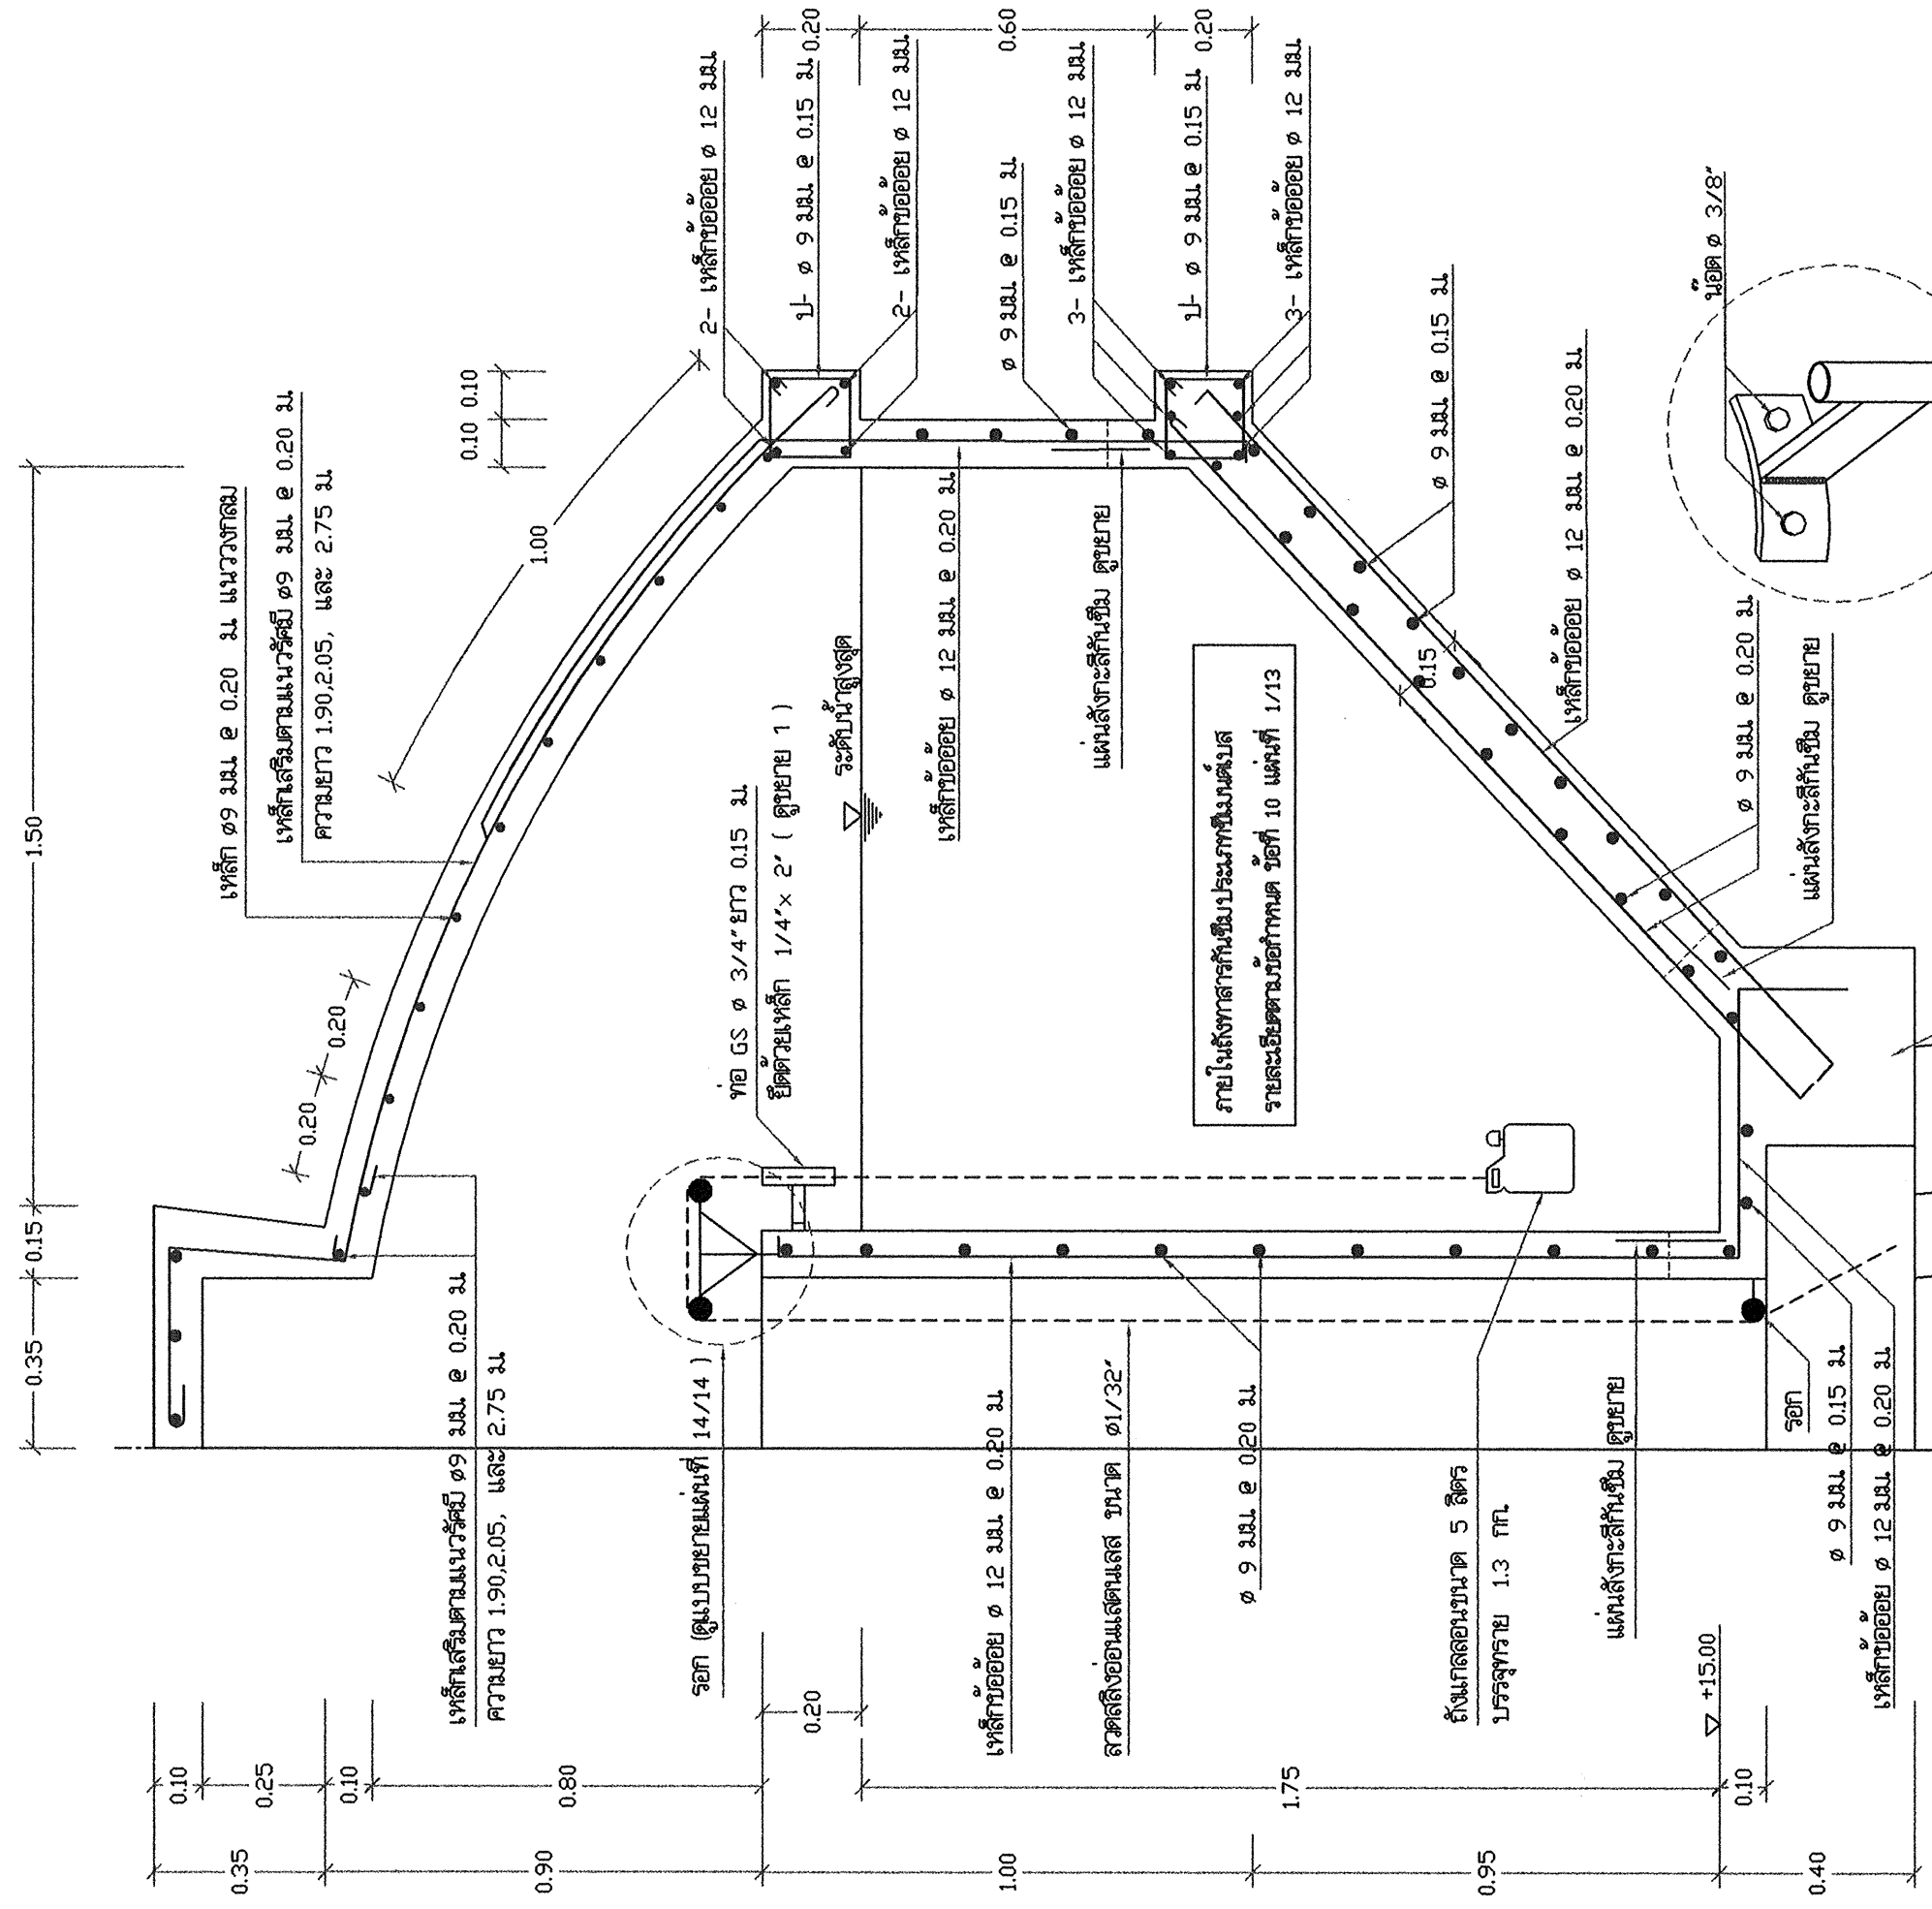 1.50
0.15
0.35
0.10 0.10
0.20
0.60
0.20
เหล็ก ø9 มม. @ 0.20 ม. แนววงกลม
เหล็กเสริมตามแนวรัศมี ø9 มม. @ 0.20 ม.
ความยาว 1.90,2.05, และ 2.75 ม.
1.00
0.20
0.20
2- เหล็กข้ออ้อย ø 12 มม.
ป- ø 9 มม. @ 0.15 ม.
2- เหล็กข้ออ้อย ø 12 มม.
ø 9 มม. @ 0.15 ม.
3- เหล็กข้ออ้อย ø 12 มม.
ป- ø 9 มม. @ 0.15 ม.
3- เหล็กข้ออ้อย ø 12 มม.
ท่อ GS ø 3/4" ยาว 0.15 ม.
ยึดด้วยเหล็ก 1/4"x 2" ( ดูขยาย 1 )
ระดับน้ำสูงสุด
เหล็กข้ออ้อย ø 12 มม. @ 0.20 ม.
แผ่นสังกะสีกันซึม ดูขยาย
ภายในถังทาสารกันซึมประเภทซีเมนต์เบส
รายละเอียดตามข้อกำหนด ข้อที่ 10 แผ่นที่ 1/13
ø 9 มม. @ 0.15 ม.
0.15
เหล็กข้ออ้อย ø 12 มม. @ 0.20 ม.
น๊อต ø 3/8"
ø 9 มม. @ 0.20 ม.
แผ่นสังกะสีกันซึม ดูขยาย
เหล็กเสริมตามแนวรัศมี ø9 มม. @ 0.20 ม.
ความยาว 1.90,2.05, และ 2.75 ม.
รอก (ดูแบบขยายแผ่นที่ 14/14 )
เหล็กข้ออ้อย ø 12 มม. @ 0.20 ม.
ลวดสลิงอ่อนแสตนเลส ขนาด ø1/32"
ø 9 มม. @ 0.20 ม.
ถังแกลลอนขนาด 5 ลิตร
บรรจุทราย 1.3 กก.
แผ่นสังกะสีกันซึม ดูขยาย
รอก
ø 9 มม. @ 0.15 ม.
เหล็กข้ออ้อย ø 12 มม. @ 0.20 ม.
+15.00
0.20
0.10
0.25
0.10
0.80
1.75
0.10
0.35
0.90
1.00
0.95
0.40